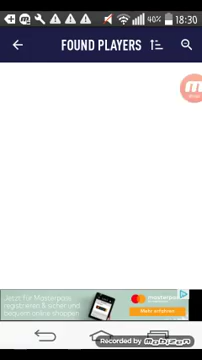 40% 18:30
FOUND PLAYERS
Jetzt für Masterpass
registrieren & sicher und
bequem online shoppen.
masterpass
Mehr erfahren
Recorded by Mobizen